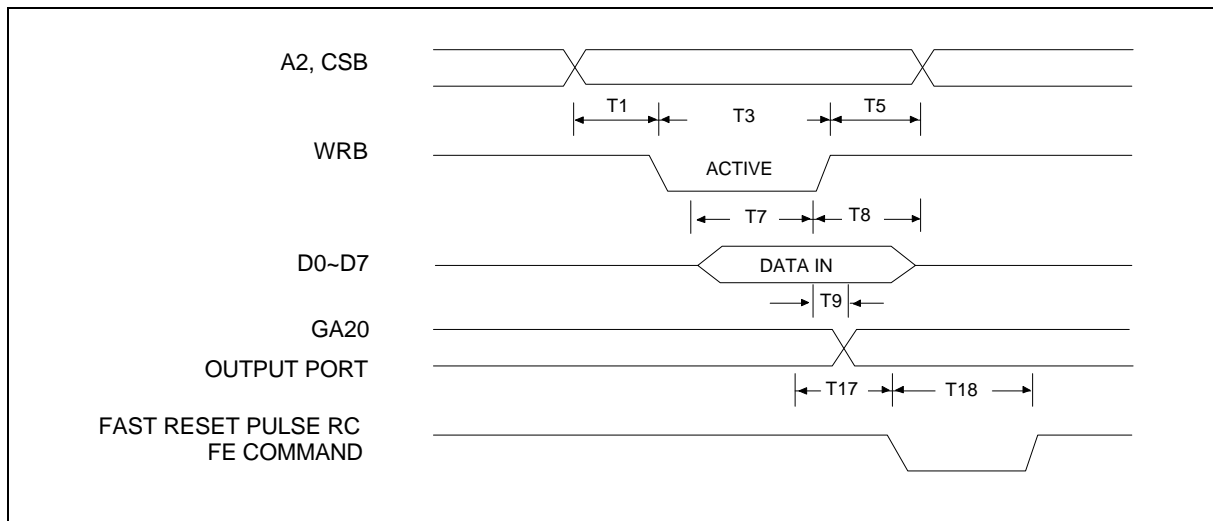 A2, CSB
T1
T3
T5
WRB
ACTIVE
T7
T8
D0~D7
DATA IN
T9
GA20
OUTPUT PORT
T17
T18
FAST RESET PULSE RC
FE COMMAND